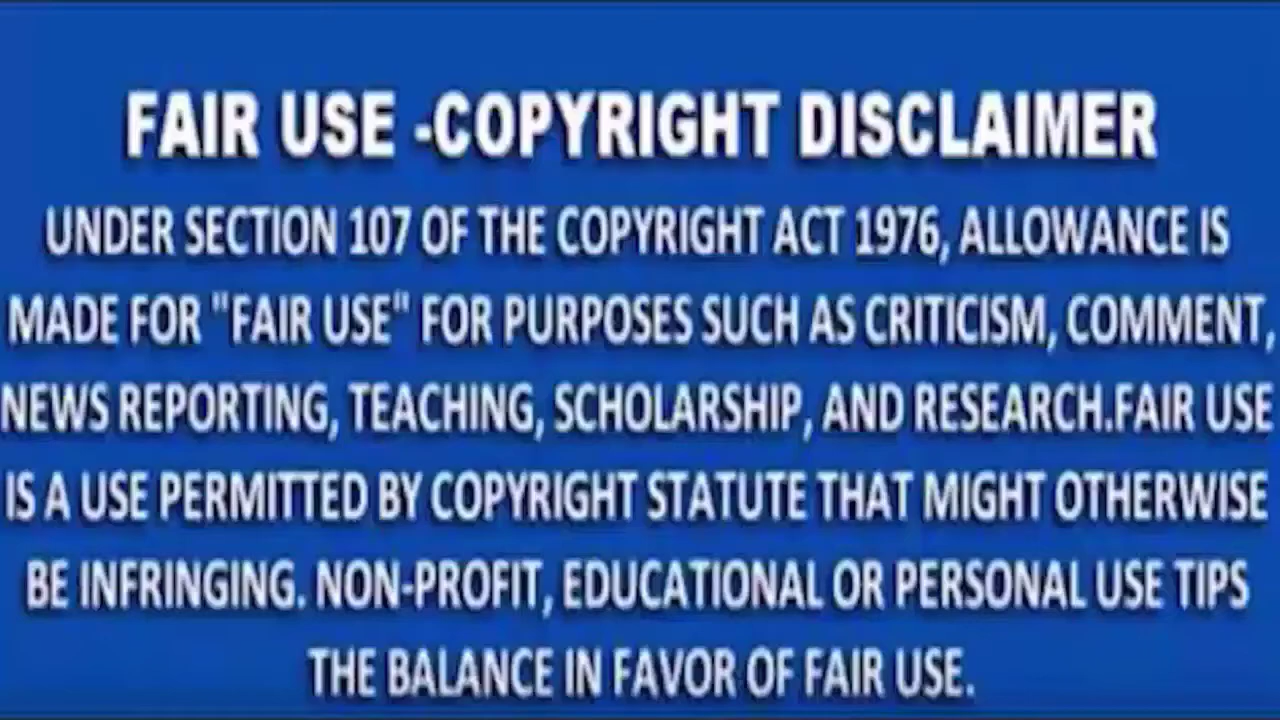 FAIR USE -COPYRIGHT DISCLAIMER
UNDER SECTION 107 OF THE COPYRIGHT ACT 1976, ALLOWANCE IS
MADE FOR "FAIR USE" FOR PURPOSES SUCH AS CRITICISM, COMMENT,
NEWS REPORTING, TEACHING, SCHOLARSHIP, AND RESEARCH.FAIR USE
IS A USE PERMITTED BY COPYRIGHT STATUTE THAT MIGHT OTHERWISE
BE INFRINGING. NON-PROFIT, EDUCATIONAL OR PERSONAL USE TIPS
THE BALANCE IN FAVOR OF FAIR USE.